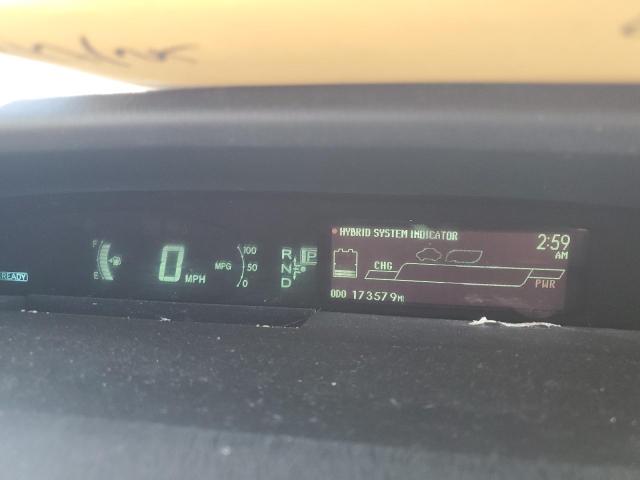 READY
F
E
0 MPH
MPG
100
50
0
R
N
D
P
HYBRID SYSTEM INDICATOR
2:59
AM
CHG
PWR
ODO 173579MI